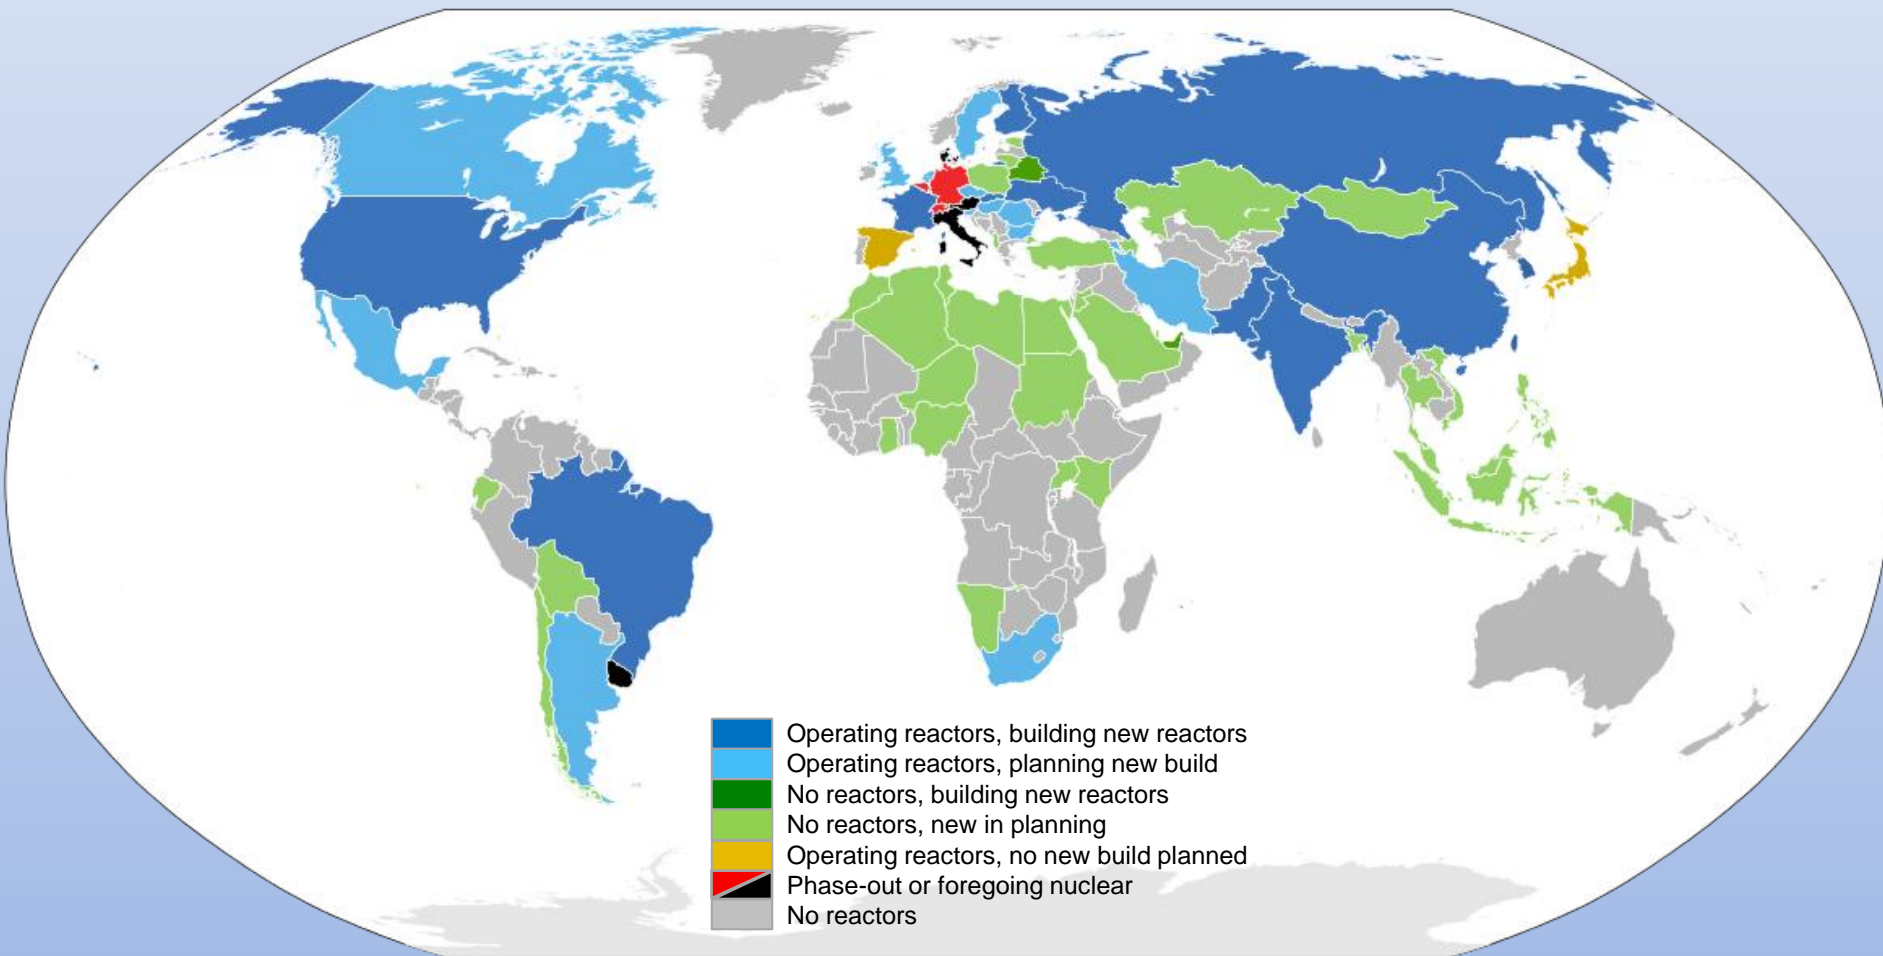 Operating reactors, building new reactors
Operating reactors, planning new build
No reactors, building new reactors
No reactors, new in planning
Operating reactors, no new build planned
Phase-out or foregoing nuclear
No reactors